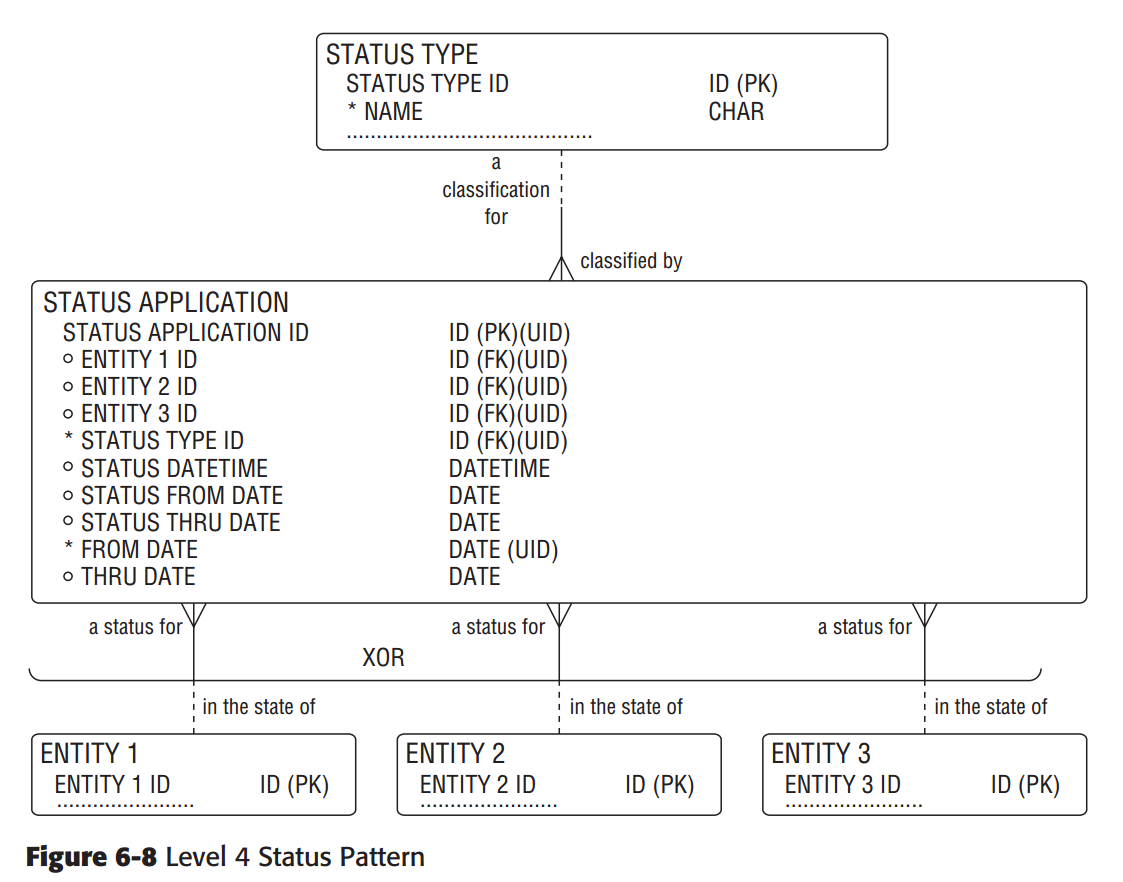 STATUS TYPE
STATUS TYPE ID ID (PK)
* NAME CHAR
a
classification
for
classified by
STATUS APPLICATION
STATUS APPLICATION ID ID (PK)(UID)
ENTITY 1 ID ID (FK)(UID)
ENTITY 2 ID ID (FK)(UID)
ENTITY 3 ID ID (FK)(UID)
* STATUS TYPE ID ID (FK)(UID)
STATUS DATETIME DATETIME
STATUS FROM DATE DATE
STATUS THRU DATE DATE
* FROM DATE DATE (UID)
THRU DATE DATE
a status for a status for a status for
XOR
in the state of in the state of in the state of
ENTITY 1 ENTITY 2 ENTITY 3
ENTITY 1 ID ID (PK) ENTITY 2 ID ID (PK) ENTITY 3 ID ID (PK)
Figure 6-8 Level 4 Status Pattern